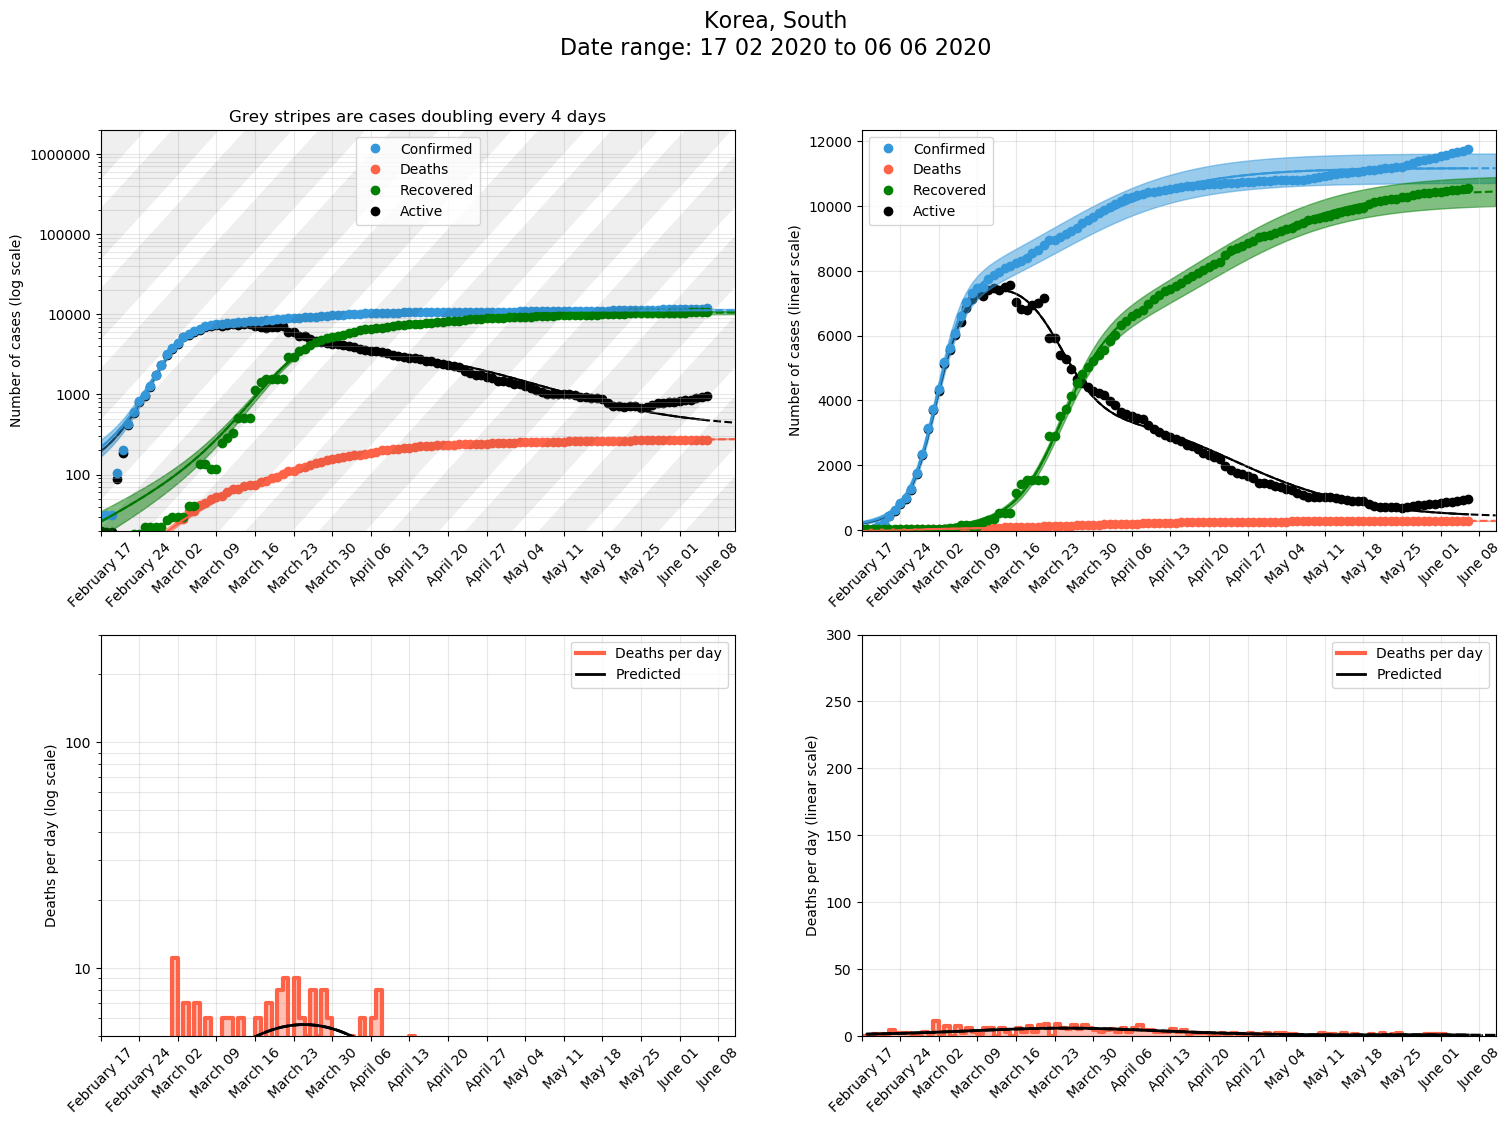 Korea, South
Date range: 17 02 2020 to 06 06 2020
Grey stripes are cases doubling every 4 days
Number of cases (log scale)
1000000
100000
10000
1000
100
Confirmed
Deaths
Recovered
Active
February 17
February 24
March 02
March 09
March 16
March 23
March 30
April 06
April 13
April 20
April 27
May 04
May 11
May 18
May 25
June 01
June 08
Number of cases (linear scale)
12000
10000
8000
6000
4000
2000
0
Confirmed
Deaths
Recovered
Active
February 17
February 24
March 02
March 09
March 16
March 23
March 30
April 06
April 13
April 20
April 27
May 04
May 11
May 18
May 25
June 01
June 08
Deaths per day (log scale)
100
10
Deaths per day
Predicted
February 17
February 24
March 02
March 09
March 16
March 23
March 30
April 06
April 13
April 20
April 27
May 04
May 11
May 18
May 25
June 01
June 08
Deaths per day (linear scale)
300
250
200
150
100
50
0
Deaths per day
Predicted
February 17
February 24
March 02
March 09
March 16
March 23
March 30
April 06
April 13
April 20
April 27
May 04
May 11
May 18
May 25
June 01
June 08